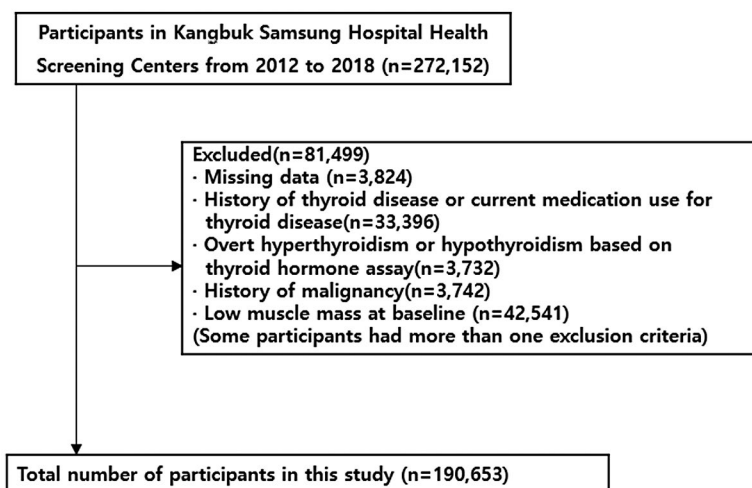 Participants in Kangbuk Samsung Hospital Health
Screening Centers from 2012 to 2018 (n=272,152)
Excluded(n=81,499)
· Missing data (n=3,824)
· History of thyroid disease or current medication use for
thyroid disease(n=33,396)
· Overt hyperthyroidism or hypothyroidism based on
thyroid hormone assay(n=3,732)
· History of malignancy(n=3,742)
· Low muscle mass at baseline (n=42,541)
(Some participants had more than one exclusion criteria)
Total number of participants in this study (n=190,653)